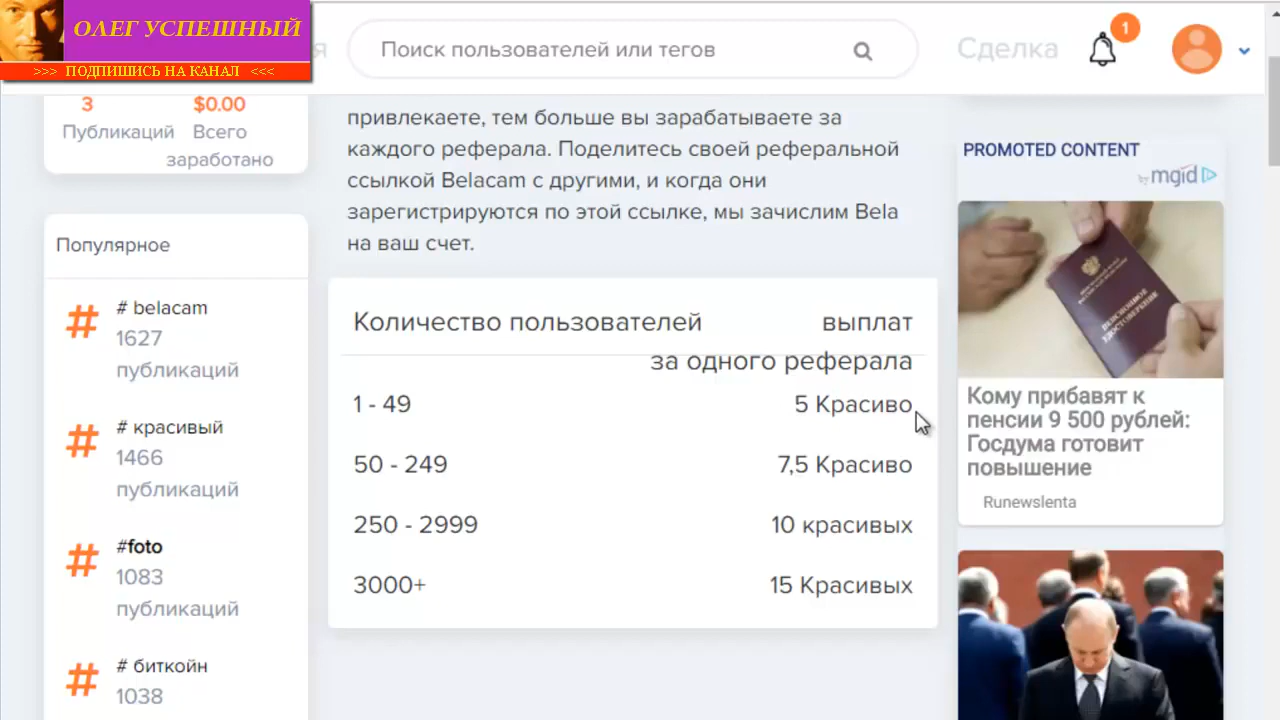 ОЛЕГ УСПЕШНЫЙ
>>> ПОДПИШИСЬ НА КАНАЛ <<<
я
Поиск пользователей или тегов
Сделка
1
3
$0.00
Публикаций
Всего
заработано
Популярное
# belacam
1627
публикаций
# красивый
1466
публикаций
#foto
1083
публикаций
# биткойн
1038
привлекаете, тем больше вы зарабатываете за
каждого реферала. Поделитесь своей реферальной
ссылкой Belacam с другими, и когда они
зарегистрируются по этой ссылке, мы зачислим Bela
на ваш счет.
Количество пользователей выплат
за одного реферала
1 - 49 5 Красиво
50 - 249 7,5 Красиво
250 - 2999 10 красивых
3000+ 15 Красивых
PROMOTED CONTENT
by mgid
ПЕНСИОННОЕ
УДОСТОВЕРЕНИЕ
Кому прибавят к
пенсии 9 500 рублей:
Госдума готовит
повышение
Runewslenta